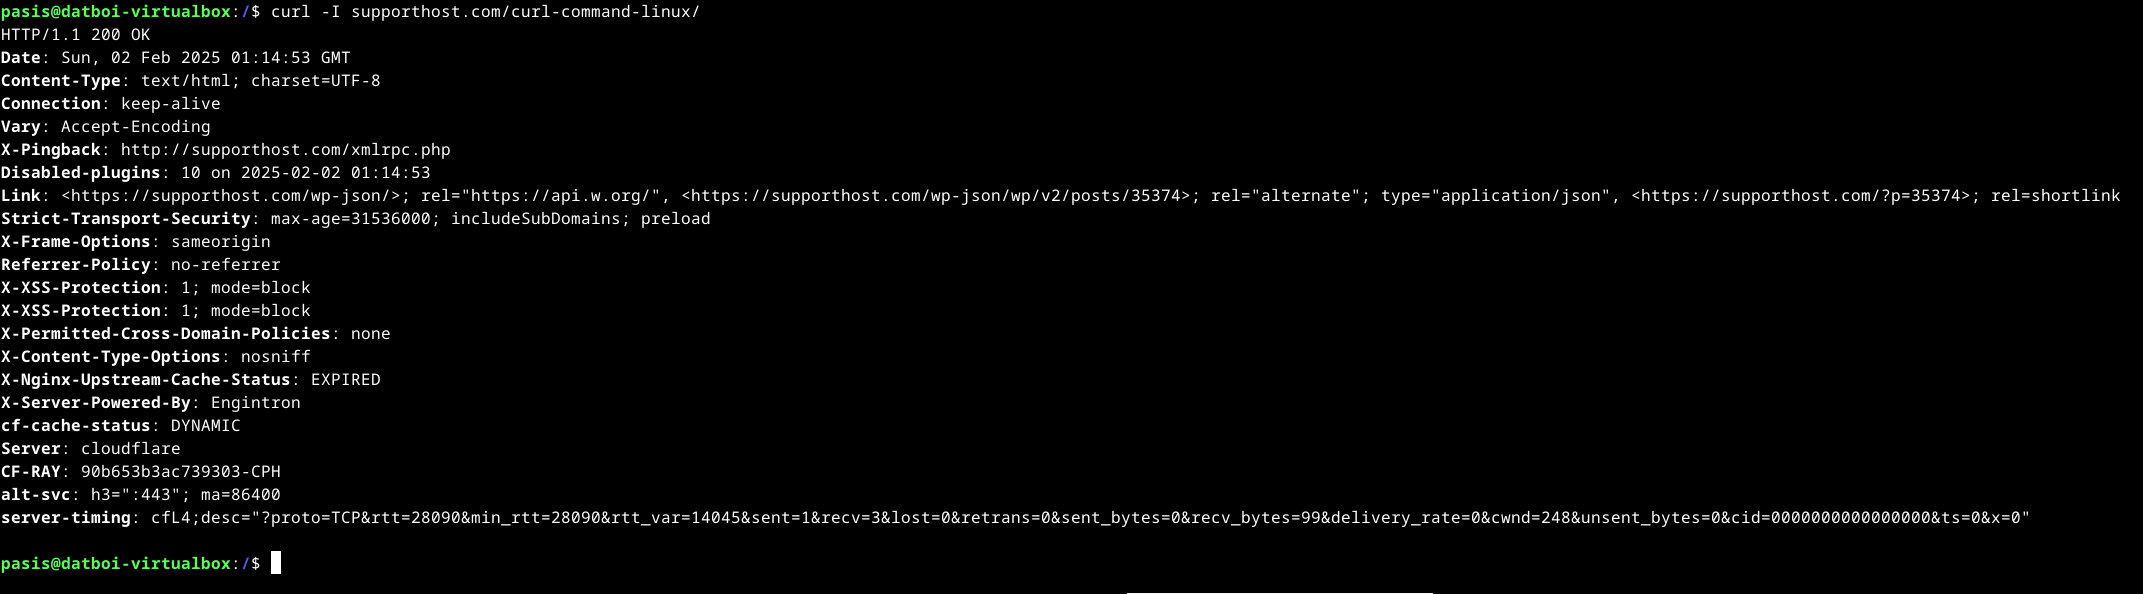 pasis@datboi-virtualbox:/$ curl -I supporthost.com/curl-command-linux/
HTTP/1.1 200 OK
Date: Sun, 02 Feb 2025 01:14:53 GMT
Content-Type: text/html; charset=UTF-8
Connection: keep-alive
Vary: Accept-Encoding
X-Pingback: http://supporthost.com/xmlrpc.php
Disabled-plugins: 10 on 2025-02-02 01:14:53
Link: <https://supporthost.com/wp-json/>; rel="https://api.w.org/", <https://supporthost.com/wp-json/wp/v2/posts/35374>; rel="alternate"; type="application/json", <https://supporthost.com/?p=35374>; rel=shortlink
Strict-Transport-Security: max-age=31536000; includeSubDomains; preload
X-Frame-Options: sameorigin
Referrer-Policy: no-referrer
X-XSS-Protection: 1; mode=block
X-XSS-Protection: 1; mode=block
X-Permitted-Cross-Domain-Policies: none
X-Content-Type-Options: nosniff
X-Nginx-Upstream-Cache-Status: EXPIRED
X-Server-Powered-By: Engintron
cf-cache-status: DYNAMIC
Server: cloudflare
CF-RAY: 90b653b3ac739303-CPH
alt-svc: h3=":443"; ma=86400
server-timing: cfL4;desc="?proto=TCP&rtt=28090&min_rtt=28090&rtt_var=14045&sent=1&recv=3&lost=0&retrans=0&sent_bytes=0&recv_bytes=99&delivery_rate=0&cwnd=248&unsent_bytes=0&cid=0000000000000000&ts=0&x=0"
pasis@datboi-virtualbox:/$